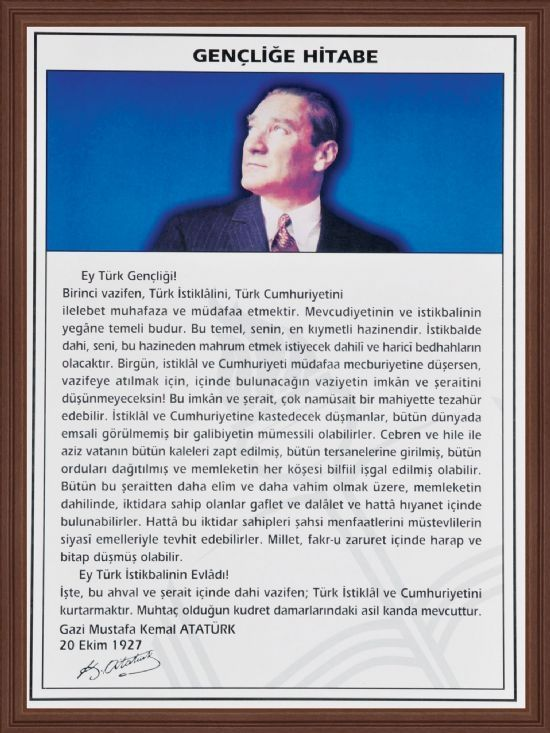 GENÇLİĞE HİTABE
Ey Türk Gençliği!
Birinci vazifen, Türk İstiklâlini, Türk Cumhuriyetini
ilelebet muhafaza ve müdafaa etmektir. Mevcudiyetinin ve istikbalinin
yegâne temeli budur. Bu temel, senin, en kıymetli hazinendir. İstikbalde
dahi, seni, bu hazineden mahrum etmek istiyecek dahilî ve haricî bedhahların
olacaktır. Birgün, istiklâl ve Cumhuriyeti müdafaa mecburiyetine düşersen,
vazifeye atılmak için, içinde bulunacağın vaziyetin imkân ve şeraitini
düşünmeyeceksin! Bu imkân ve şerait, çok namüsait bir mahiyette tezahür
edebilir. İstiklâl ve Cumhuriyetine kastedecek düşmanlar, bütün dünyada
emsali görülmemiş bir galibiyetin mümessili olabilirler. Cebren ve hile ile
aziz vatanın bütün kaleleri zapt edilmiş, bütün tersanelerine girilmiş, bütün
orduları dağıtılmış ve memleketin her köşesi bilfiil işgal edilmiş olabilir.
Bütün bu şeraitten daha elim ve daha vahim olmak üzere, memleketin
dahilinde, iktidara sahip olanlar gaflet ve dalâlet ve hattâ hıyanet içinde
bulunabilirler. Hattâ bu iktidar sahipleri şahsi menfaatlerini müstevlilerin
siyasî emelleriyle tevhit edebilirler. Millet, fakr-u zaruret içinde harap ve
bitap düşmüş olabilir.
Ey Türk İstikbalinin Evlâdı!
İşte, bu ahval ve şerait içinde dahi vazifen; Türk İstiklâl ve Cumhuriyetini
kurtarmaktır. Muhtaç olduğun kudret damarlarındaki asil kanda mevcuttur.
Gazi Mustafa Kemal ATATÜRK
20 Ekim 1927
K. Atatürk